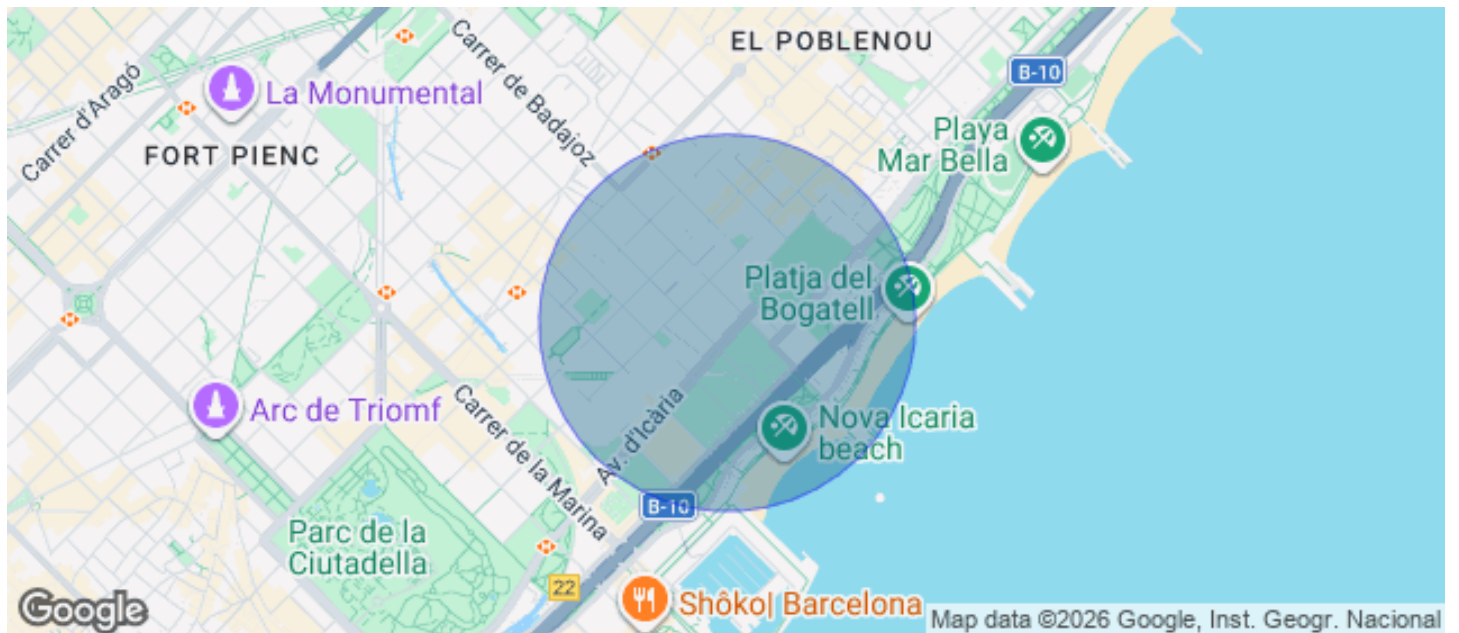 EL POBLENOU
Carrer de Badajoz
B-10
Carrer d'Aragó
La Monumental
FORT PIENC
Playa
Mar Bella
Platja del
Bogatell
Arc de Triomf
Carrer de la Marina
Av. d'Icària
Nova Icaria
beach
B-10
Parc de la
Ciutadella
22
Shôko| Barcelona
Google
Map data ©2026 Google, Inst. Geogr. Nacional